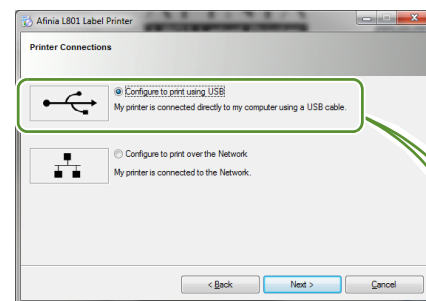 Afinia L801 Label Printer
Printer Connections
Configure to print using USB
My printer is connected directly to my computer using a USB cable.
Configure to print over the Network
My printer is connected to the Network.
< Back
Next >
Cancel